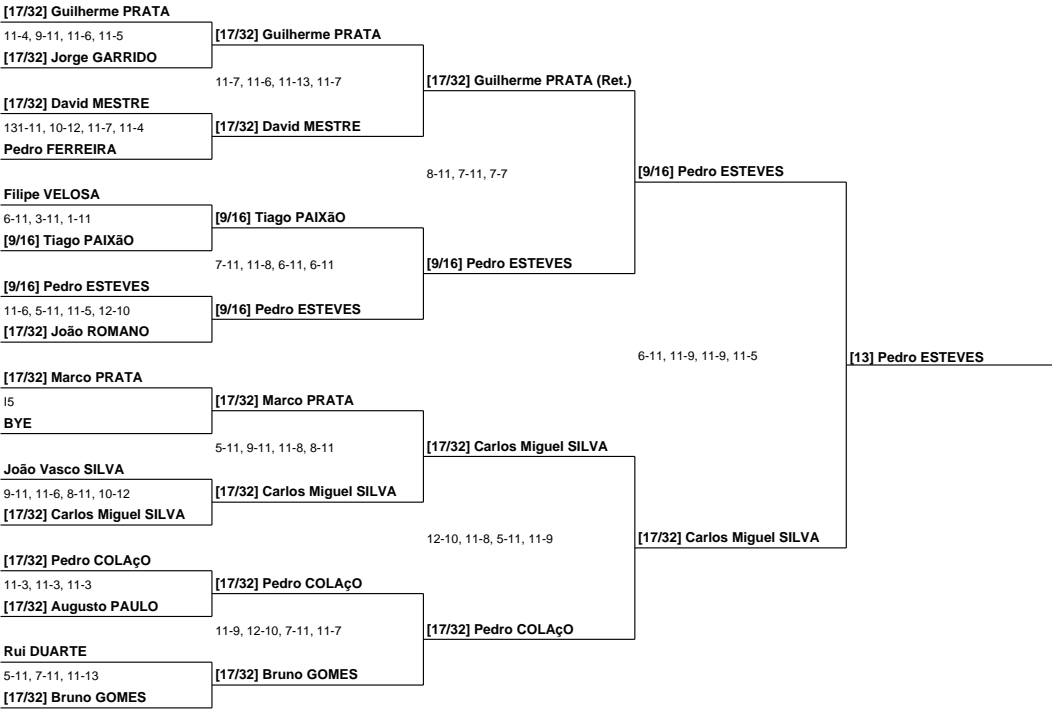 [17/32] Guilherme PRATA
11-4, 9-11, 11-6, 11-5
[17/32] Jorge GARRIDO
[17/32] David MESTRE
131-11, 10-12, 11-7, 11-4
Pedro FERREIRA
Filipe VELOSA
6-11, 3-11, 1-11
[9/16] Tiago PAIXãO
[9/16] Pedro ESTEVES
11-6, 5-11, 11-5, 12-10
[17/32] João ROMANO
[17/32] Marco PRATA
I5
BYE
João Vasco SILVA
9-11, 11-6, 8-11, 10-12
[17/32] Carlos Miguel SILVA
[17/32] Pedro COLAçO
11-3, 11-3, 11-3
[17/32] Augusto PAULO
Rui DUARTE
5-11, 7-11, 11-13
[17/32] Bruno GOMES
[17/32] Guilherme PRATA
11-7, 11-6, 11-13, 11-7
[17/32] David MESTRE
[9/16] Tiago PAIXãO
7-11, 11-8, 6-11, 6-11
[9/16] Pedro ESTEVES
[17/32] Marco PRATA
5-11, 9-11, 11-8, 8-11
[17/32] Carlos Miguel SILVA
[17/32] Pedro COLAçO
11-9, 12-10, 7-11, 11-7
[17/32] Bruno GOMES
[17/32] Guilherme PRATA (Ret.)
8-11, 7-11, 7-7
[9/16] Pedro ESTEVES
[17/32] Carlos Miguel SILVA
12-10, 11-8, 5-11, 11-9
[17/32] Pedro COLAçO
[9/16] Pedro ESTEVES
6-11, 11-9, 11-9, 11-5
[17/32] Carlos Miguel SILVA
[13] Pedro ESTEVES